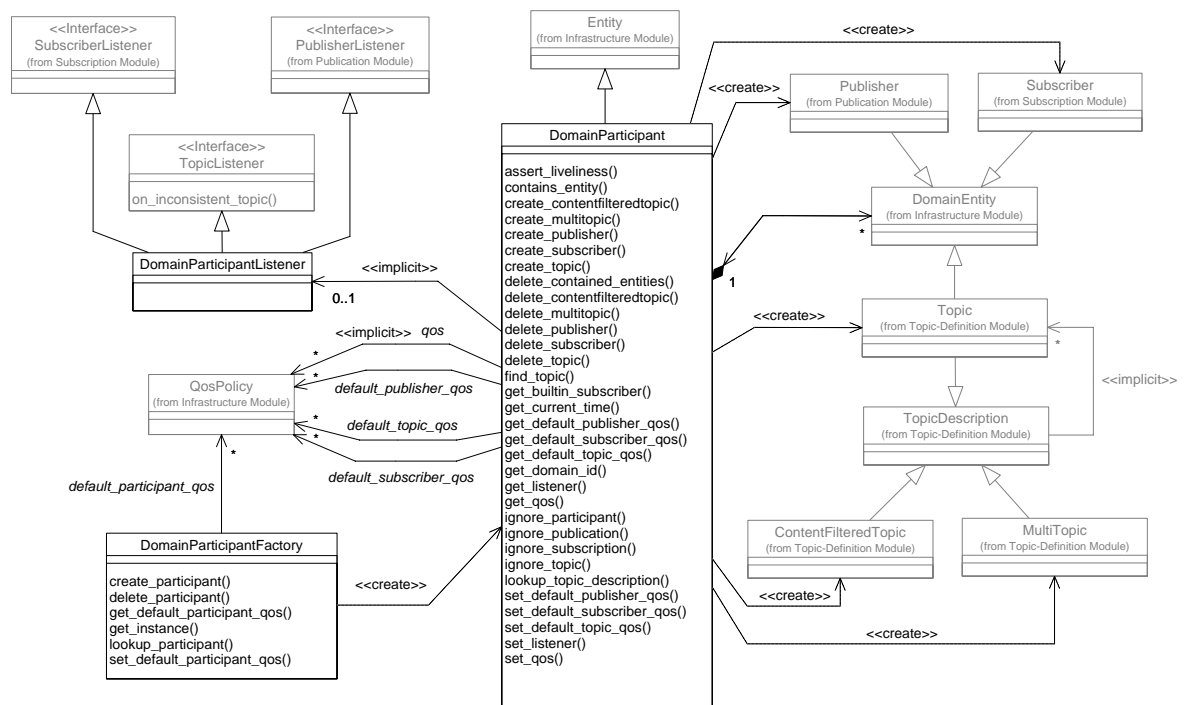 <<Interface>>
SubscriberListener
(from Subscription Module)
<<Interface>>
PublisherListener
(from Publication Module)
<<Interface>>
TopicListener
on_inconsistent_topic()
DomainParticipantListener
<<implicit>>
0..1
<<implicit>>
qos
*
*
default_publisher_qos
QosPolicy
(from Infrastructure Module)
*
default_topic_qos
*
default_subscriber_qos
*
default_participant_qos
DomainParticipantFactory
create_participant()
delete_participant()
get_default_participant_qos()
get_instance()
lookup_participant()
set_default_participant_qos()
<<create>>
Entity
(from Infrastructure Module)
DomainParticipant
assert_liveliness()
contains_entity()
create_contentfilteredtopic()
create_multitopic()
create_publisher()
create_subscriber()
create_topic()
delete_contained_entities()
delete_contentfilteredtopic()
delete_multitopic()
delete_publisher()
delete_subscriber()
delete_topic()
find_topic()
get_builtin_subscriber()
get_current_time()
get_default_publisher_qos()
get_default_subscriber_qos()
get_default_topic_qos()
get_domain_id()
get_listener()
get_qos()
ignore_participant()
ignore_publication()
ignore_subscription()
ignore_topic()
lookup_topic_description()
set_default_publisher_qos()
set_default_subscriber_qos()
set_default_topic_qos()
set_listener()
set_qos()
<<create>>
<<create>>
Publisher
(from Publication Module)
Subscriber
(from Subscription Module)
DomainEntity
(from Infrastructure Module)
*
1
<<create>>
Topic
(from Topic-Definition Module)
*
<<implicit>>
TopicDescription
(from Topic-Definition Module)
ContentFilteredTopic
(from Topic-Definition Module)
MultiTopic
(from Topic-Definition Module)
<<create>>
<<create>>